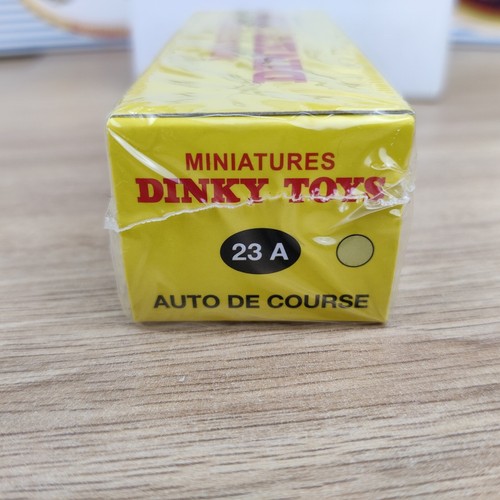 MINIATURES
DINKY TOYS
23 A
AUTO DE COURSE